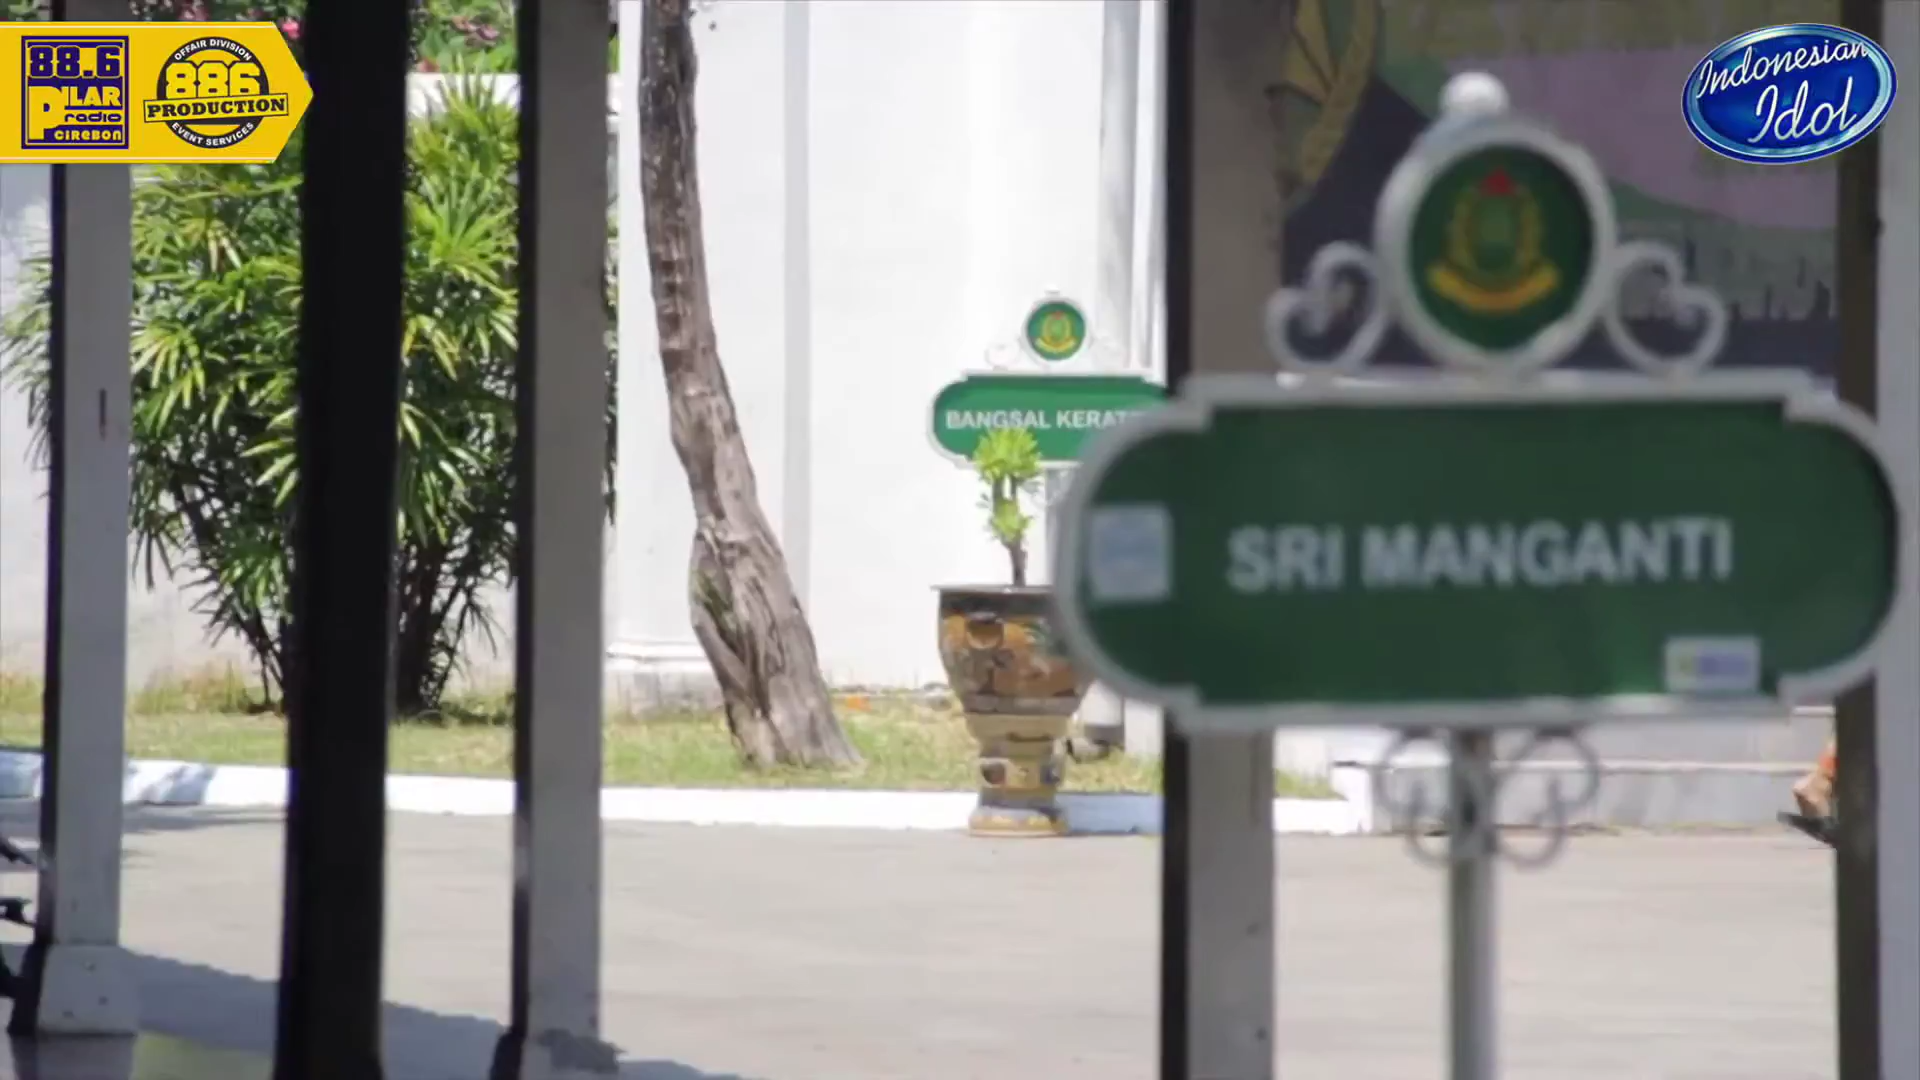 88.6
PILAR
radio
CIREBON
OFFAIR DIVISION
886
PRODUCTION
EVENT SERVICES
Indonesian
Idol
BANGSAL KERAT
SRI MANGANTI